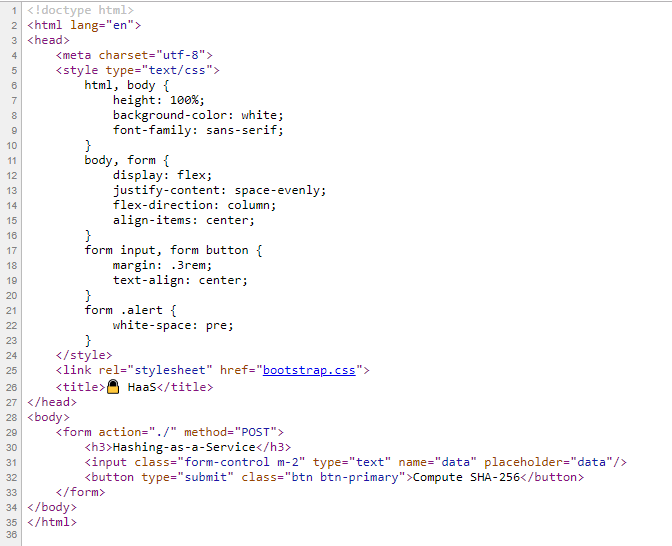 1 <!doctype html>
2 <html lang="en">
3 <head>
4     <meta charset="utf-8">
5     <style type="text/css">
6         html, body {
7             height: 100%;
8             background-color: white;
9             font-family: sans-serif;
10         }
11         body, form {
12             display: flex;
13             justify-content: space-evenly;
14             flex-direction: column;
15             align-items: center;
16         }
17         form input, form button {
18             margin: .3rem;
19             text-align: center;
20         }
21         form .alert {
22             white-space: pre;
23         }
24     </style>
25     <link rel="stylesheet" href="bootstrap.css">
26     <title>🔒 HaaS</title>
27 </head>
28 <body>
29     <form action="./" method="POST">
30         <h3>Hashing-as-a-Service</h3>
31         <input class="form-control m-2" type="text" name="data" placeholder="data"/>
32         <button type="submit" class="btn btn-primary">Compute SHA-256</button>
33     </form>
34 </body>
35 </html>
36